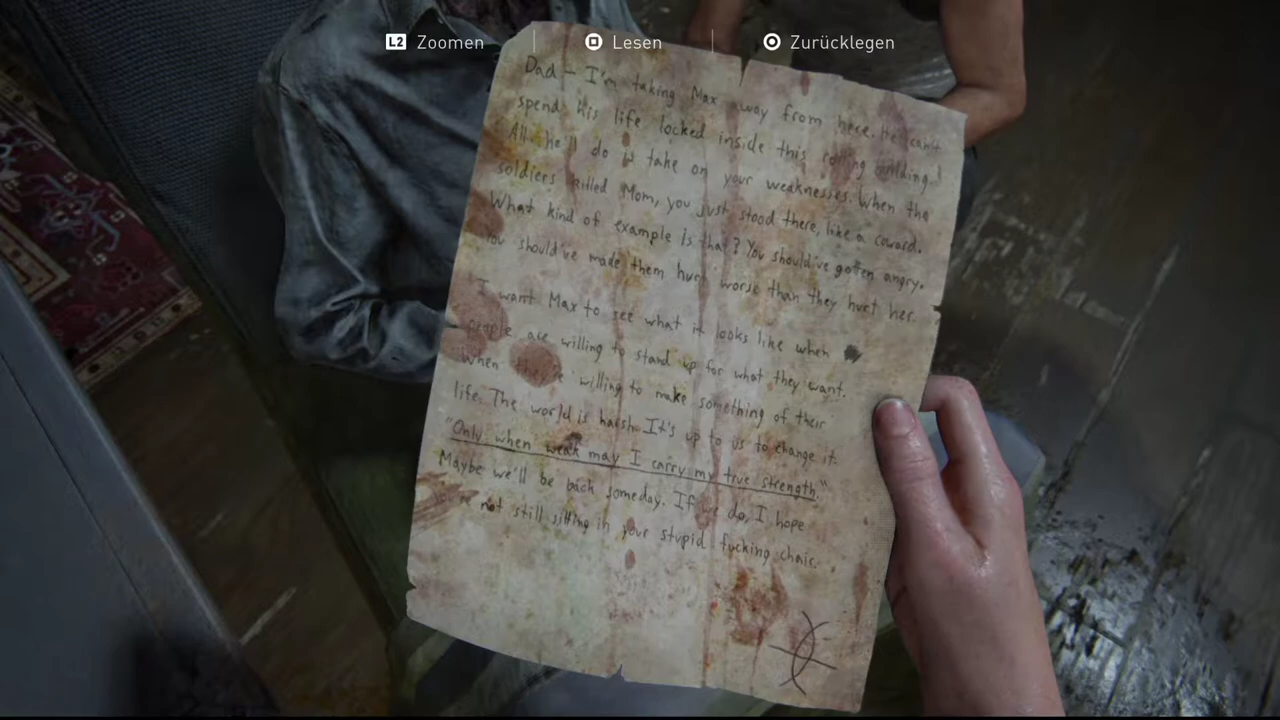 L2 Zoomen
Lesen
Zurücklegen
Dad - I'm taking Max away from here. He can't
spend his life locked inside this rotting building!
All he'll do is take on your weaknesses. When the
soldiers killed Mom, you just stood there, like a coward.
What kind of example is that? You should've gotten angry.
You should've made them hurt worse than they hurt her.
I want Max to see what it looks like when
people are willing to stand up for what they want.
When willing to make something of their
life. The world is harsh. It's up to us to change it.
"Only when weak may I carry my true strength."
Maybe we'll be back someday. If we do, I hope
not still sitting in your stupid fucking chair.